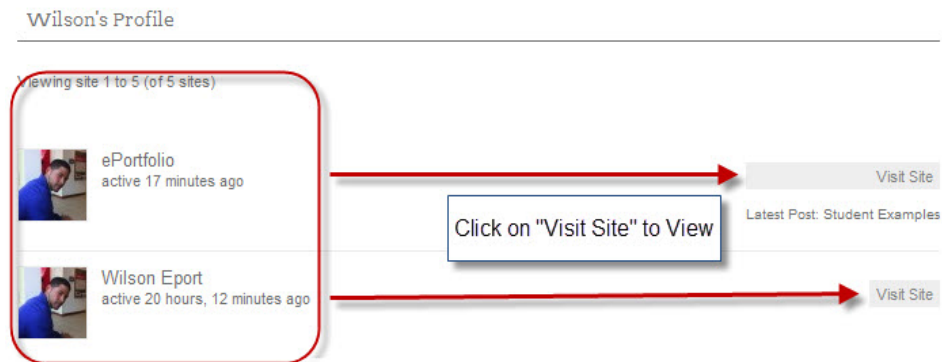 Wilson's Profile
Viewing site 1 to 5 (of 5 sites)
ePortfolio
active 17 minutes ago
Visit Site
Latest Post: Student Examples
Click on "Visit Site" to View
Wilson Eport
active 20 hours, 12 minutes ago
Visit Site